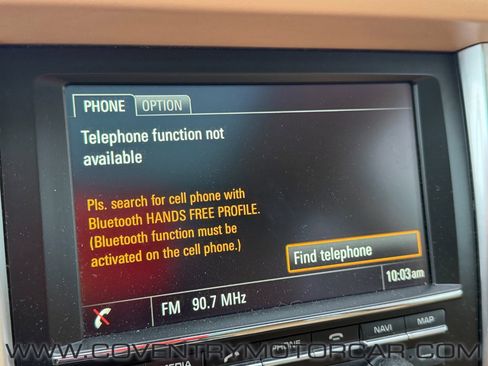 PHONE OPTION
Telephone function not
available
Pls. search for cell phone with
Bluetooth HANDS FREE PROFILE.
(Bluetooth function must be
activated on the cell phone.)
Find telephone
FM 90.7 MHz 10:03am
MEDIA PHONE NAVI MAP
WWW.COVENTRYMOTORCAR.COM